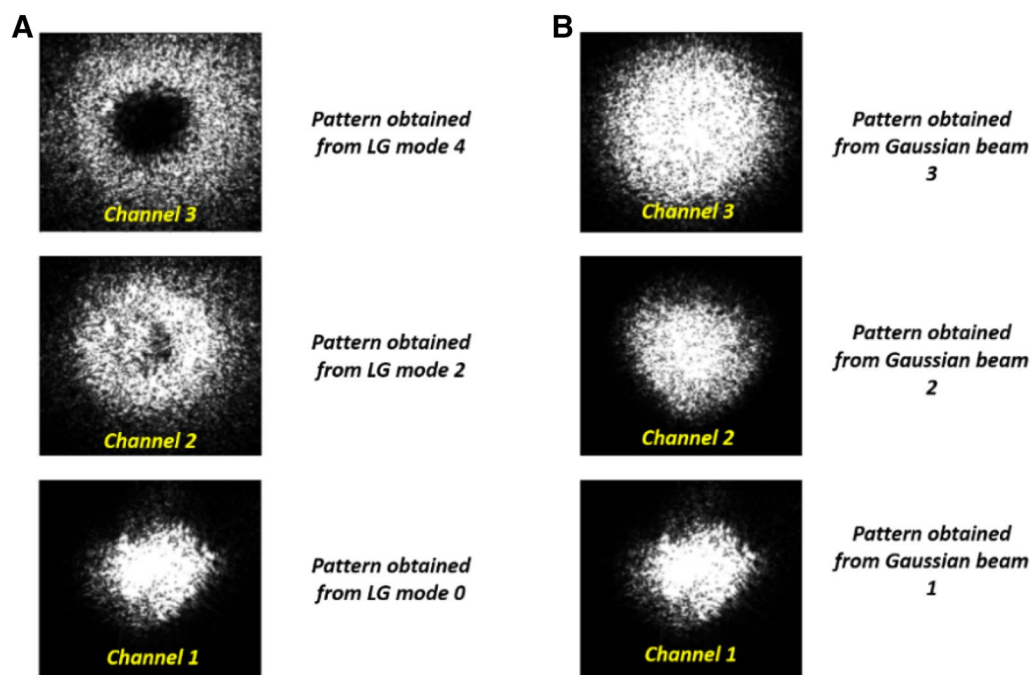 A
B
Channel 3
Pattern obtained
from LG mode 4
Channel 3
Pattern obtained
from Gaussian beam
3
Channel 2
Pattern obtained
from LG mode 2
Channel 2
Pattern obtained
from Gaussian beam
2
Channel 1
Pattern obtained
from LG mode 0
Channel 1
Pattern obtained
from Gaussian beam
1